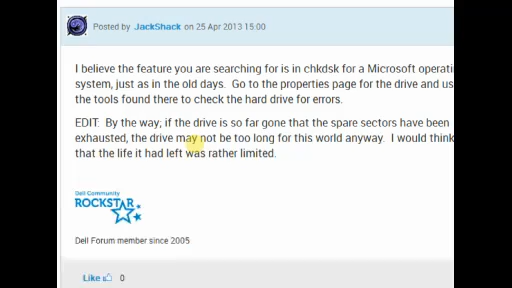 Posted by JackShack on 25 Apr 2013 15:00
I believe the feature you are searching for is in chkdsk for a Microsoft operati
system, just as in the old days.  Go to the properties page for the drive and us
the tools found there to check the hard drive for errors.
EDIT:  By the way; if the drive is so far gone that the spare sectors have been
exhausted, the drive may not be too long for this world anyway.  I would think
that the life it had left was rather limited.
Dell Community
ROCKSTAR
Dell Forum member since 2005
Like 0